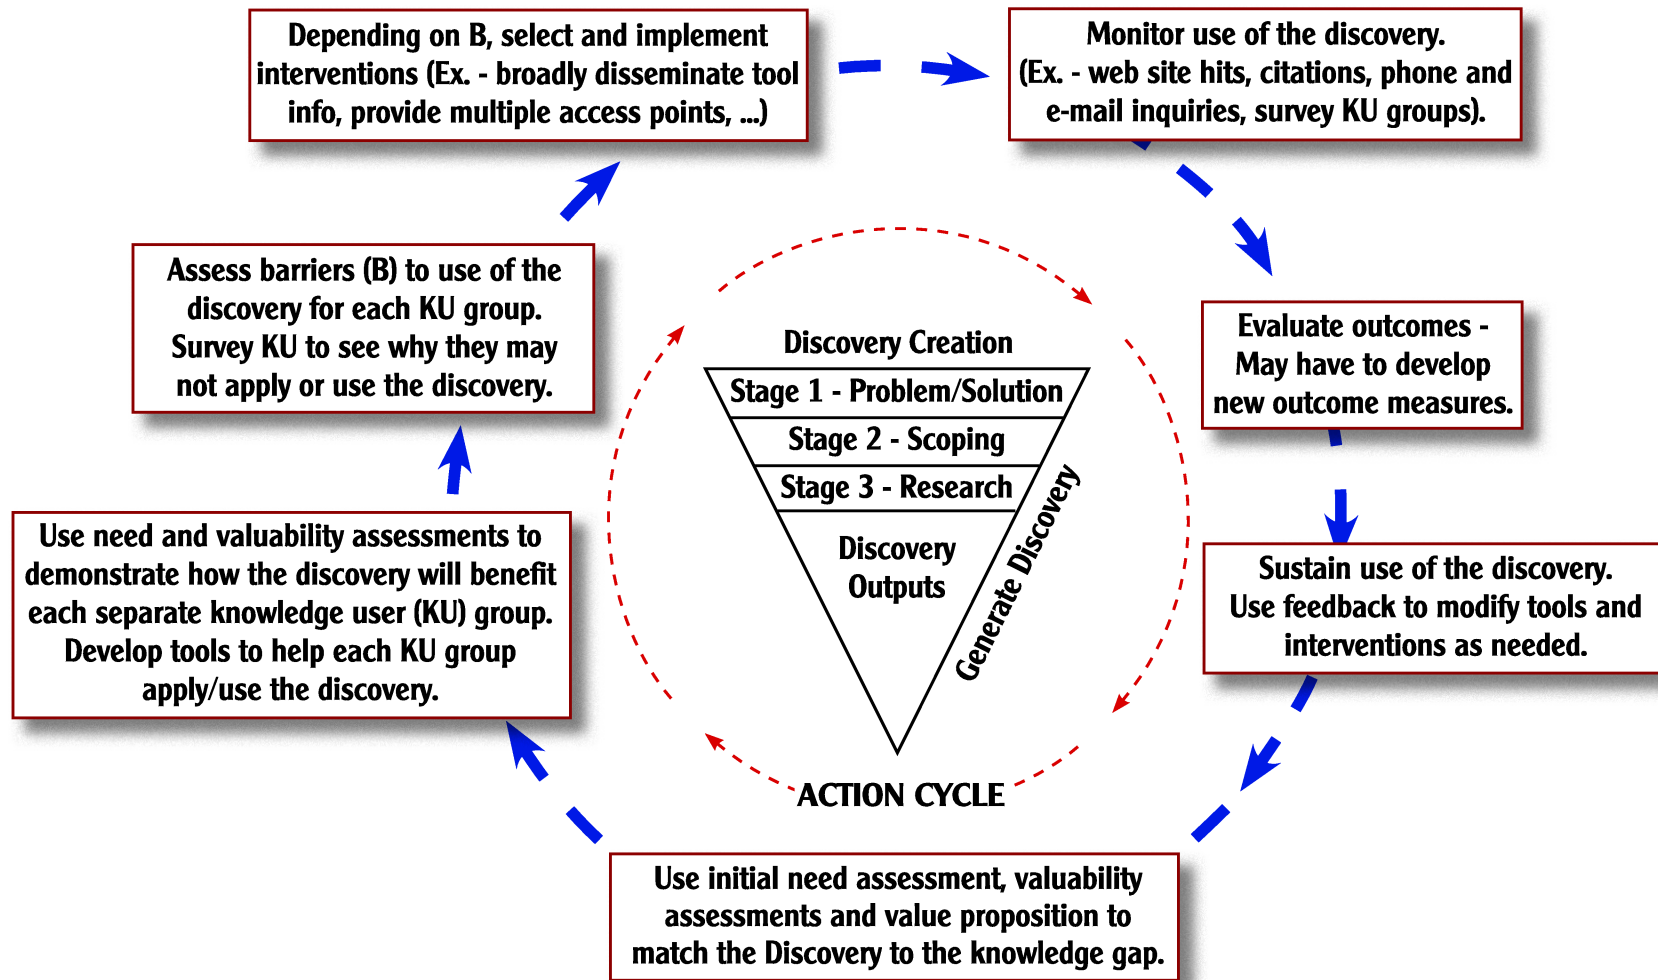 Depending on B, select and implement
interventions (Ex. - broadly disseminate tool
info, provide multiple access points, ...)
Monitor use of the discovery.
(Ex. - web site hits, citations, phone and
e-mail inquiries, survey KU groups).
Assess barriers (B) to use of the
discovery for each KU group.
Survey KU to see why they may
not apply or use the discovery.
Evaluate outcomes -
May have to develop
new outcome measures.
Discovery Creation
Stage 1 - Problem/Solution
Stage 2 - Scoping
Stage 3 - Research
Discovery
Outputs
Generate Discovery
Use need and valuability assessments to
demonstrate how the discovery will benefit
each separate knowledge user (KU) group.
Develop tools to help each KU group
apply/use the discovery.
Sustain use of the discovery.
Use feedback to modify tools and
interventions as needed.
ACTION CYCLE
Use initial need assessment, valuability
assessments and value proposition to
match the Discovery to the knowledge gap.